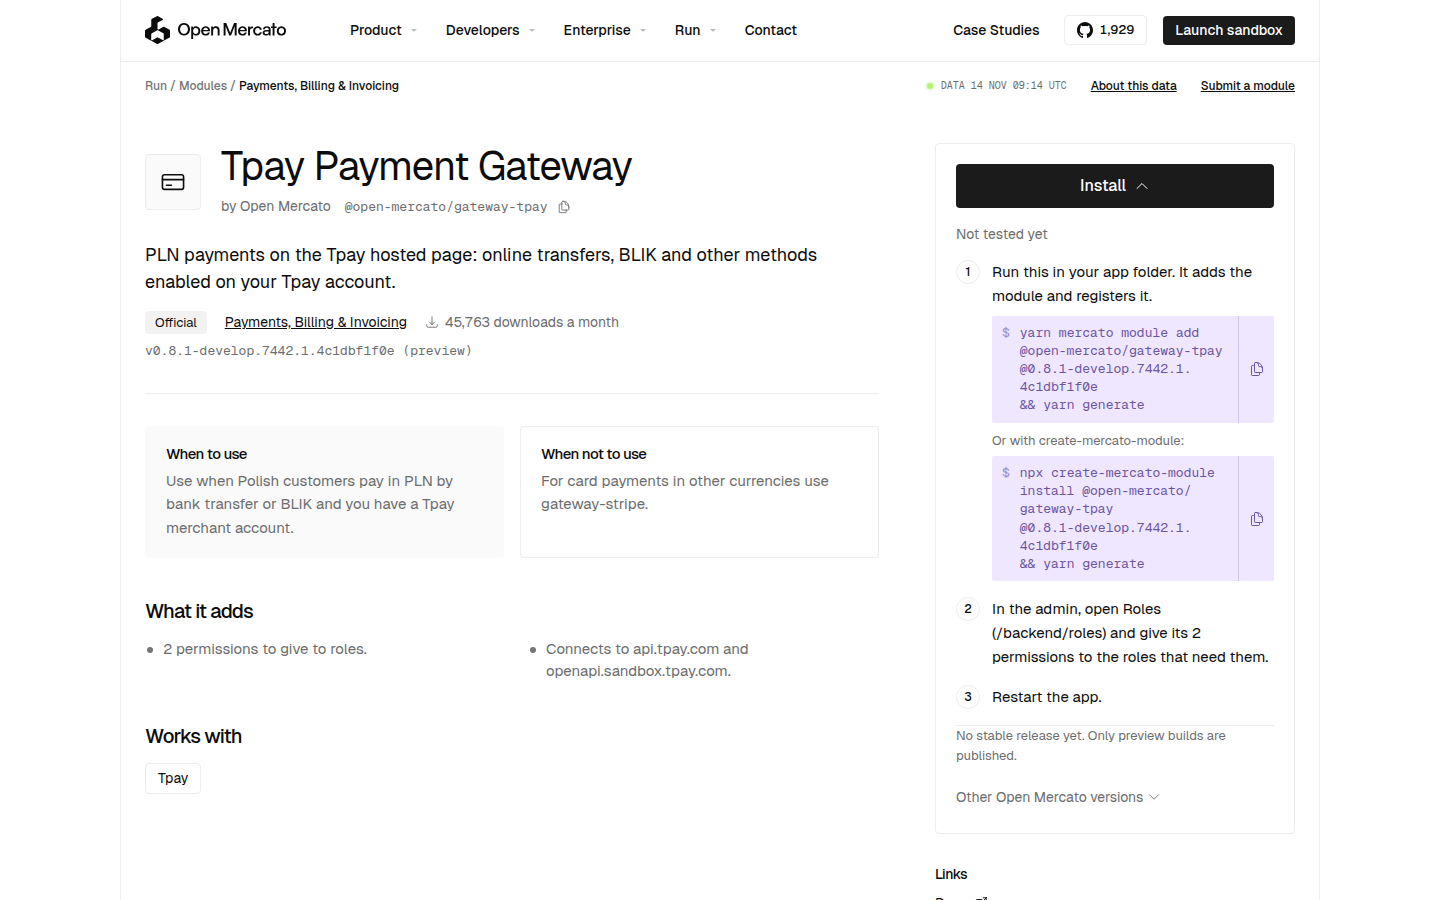 Open Mercato
Product
Developers
Enterprise
Run
Contact
Case Studies
1,929
Launch sandbox
Run / Modules / Payments, Billing & Invoicing
DATA 14 NOV 09:14 UTC
About this data
Submit a module
Tpay Payment Gateway
by Open Mercato
@open-mercato/gateway-tpay
PLN payments on the Tpay hosted page: online transfers, BLIK and other methods
enabled on your Tpay account.
Official
Payments, Billing & Invoicing
45,763 downloads a month
v0.8.1-develop.7442.1.4c1dbf1f0e (preview)
When to use
Use when Polish customers pay in PLN by
bank transfer or BLIK and you have a Tpay
merchant account.
When not to use
For card payments in other currencies use
gateway-stripe.
What it adds
2 permissions to give to roles.
Connects to api.tpay.com and
openapi.sandbox.tpay.com.
Works with
Tpay
Install
Not tested yet
1
Run this in your app folder. It adds the
module and registers it.
$ yarn mercato module add
@open-mercato/gateway-tpay
@0.8.1-develop.7442.1.
4c1dbf1f0e
&& yarn generate
Or with create-mercato-module:
$ npx create-mercato-module
install @open-mercato/
gateway-tpay
@0.8.1-develop.7442.1.
4c1dbf1f0e
&& yarn generate
2
In the admin, open Roles
(/backend/roles) and give its 2
permissions to the roles that need them.
3
Restart the app.
No stable release yet. Only preview builds are
published.
Other Open Mercato versions
Links